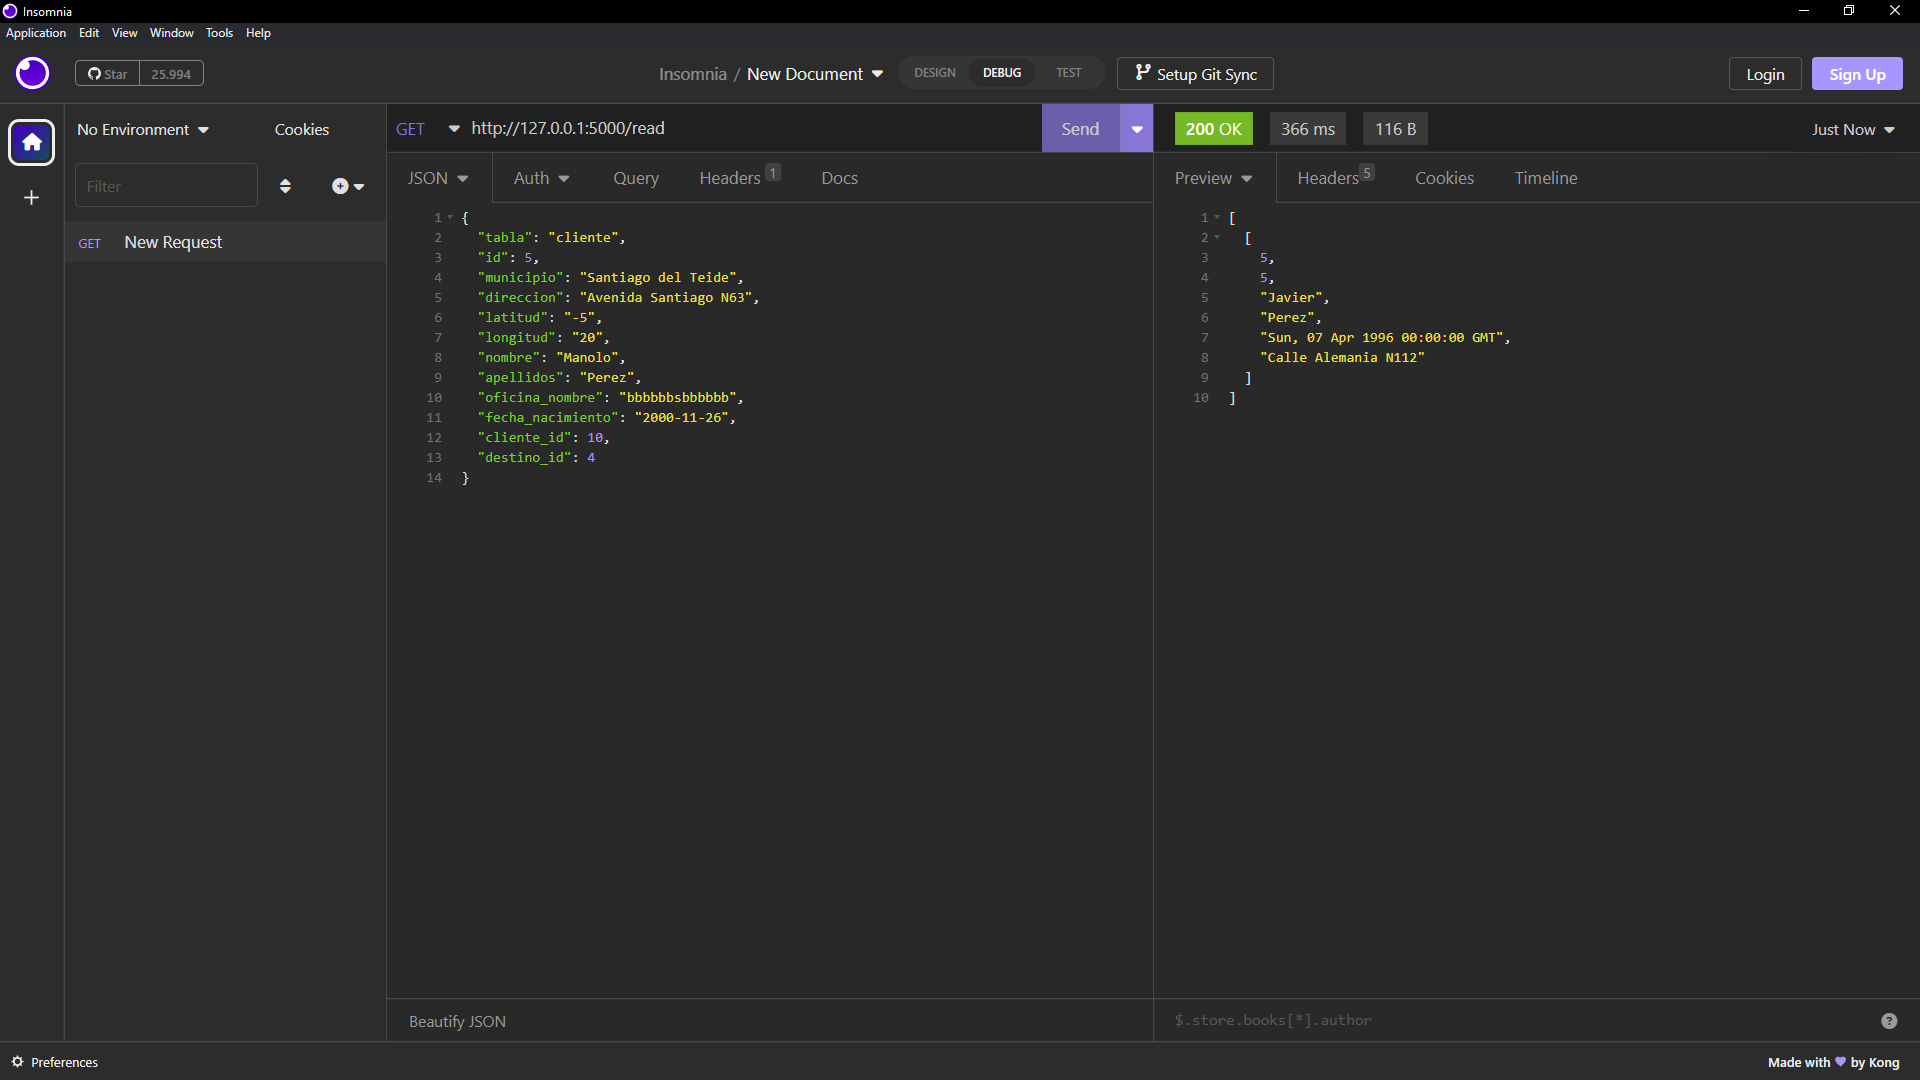 Insomnia
Application Edit View Window Tools Help
Star 25.994
Insomnia / New Document
DESIGN DEBUG TEST
Setup Git Sync
Login
Sign Up
No Environment
Cookies
Filter
GET New Request
GET http://127.0.0.1:5000/read
Send
JSON Auth Query Headers 1 Docs
1 {
2 "tabla": "cliente",
3 "id": 5,
4 "municipio": "Santiago del Teide",
5 "direccion": "Avenida Santiago N63",
6 "latitud": "-5",
7 "longitud": "20",
8 "nombre": "Manolo",
9 "apellidos": "Perez",
10 "oficina_nombre": "bbbbbbsbbbbbb",
11 "fecha_nacimiento": "2000-11-26",
12 "cliente_id": 10,
13 "destino_id": 4
14 }
Beautify JSON
200 OK 366 ms 116 B
Just Now
Preview Headers 5 Cookies Timeline
1 [
2 [
3 5,
4 5,
5 "Javier",
6 "Perez",
7 "Sun, 07 Apr 1996 00:00:00 GMT",
8 "Calle Alemania N112"
9 ]
10 ]
$.store.books[*].author
?
Preferences
Made with 💜 by Kong